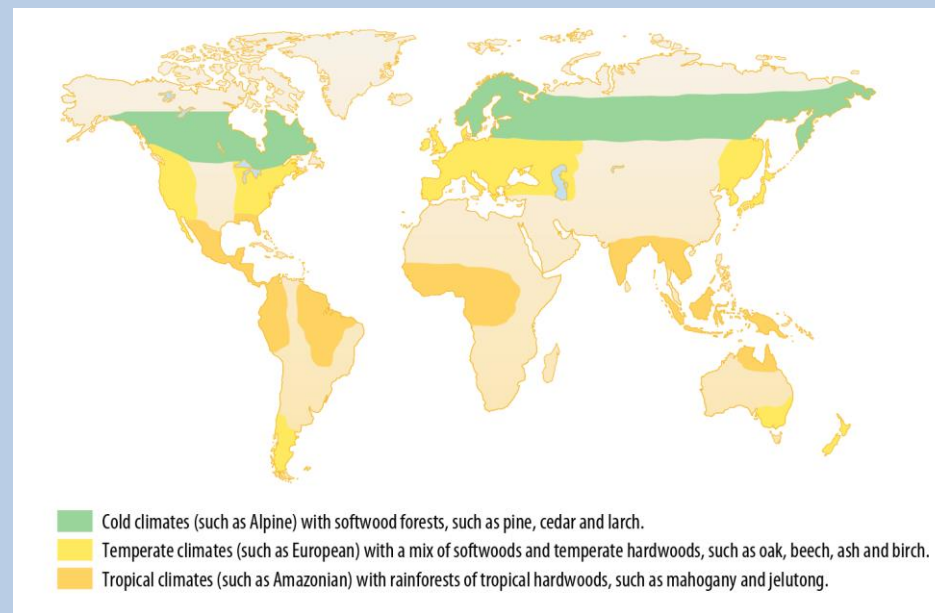 Cold climates (such as Alpine) with softwood forests, such as pine, cedar and larch.
Temperate climates (such as European) with a mix of softwoods and temperate hardwoods, such as oak, beech, ash and birch.
Tropical climates (such as Amazonian) with rainforests of tropical hardwoods, such as mahogany and jelutong.